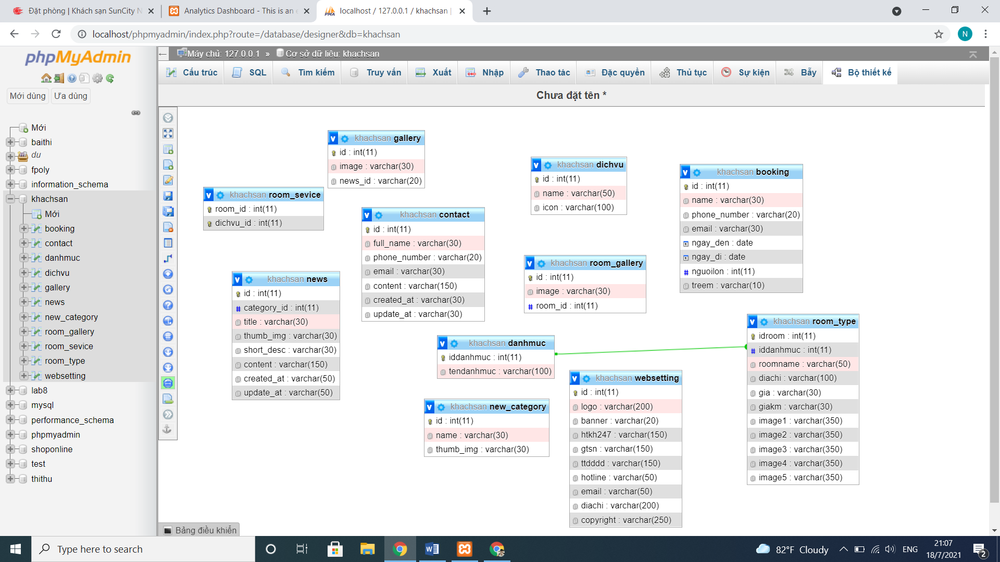 Đặt phòng | Khách sạn SunCity N
Analytics Dashboard - This is an e
localhost / 127.0.0.1 / khachsan |
localhost/phpmyadmin/index.php?route=/database/designer&db=khachsan
N
phpMyAdmin
Mới dùng
Ưa dùng
Mới
baithi
du
fpoly
information_schema
khachsan
Mới
booking
contact
danhmuc
dichvu
gallery
news
new_category
room_gallery
room_sevice
room_type
websetting
lab8
mysql
performance_schema
phpmyadmin
shoponline
test
thithu
Máy chủ: 127.0.0.1 » Cơ sở dữ liệu: khachsan
Cấu trúc
SQL
Tìm kiếm
Truy vấn
Xuất
Nhập
Thao tác
Đặc quyền
Thủ tục
Sự kiện
Bẫy
Bộ thiết kế
Chưa đặt tên *
khachsan gallery
id : int(11)
image : varchar(30)
news_id : varchar(20)
khachsan room_sevice
room_id : int(11)
dichvu_id : int(11)
khachsan contact
id : int(11)
full_name : varchar(30)
phone_number : varchar(20)
email : varchar(30)
content : varchar(150)
created_at : varchar(30)
update_at : varchar(30)
khachsan dichvu
id : int(11)
name : varchar(50)
icon : varchar(100)
khachsan booking
id : int(11)
name : varchar(30)
phone_number : varchar(20)
email : varchar(30)
ngay_den : date
ngay_di : date
nguoilon : int(11)
treem : varchar(10)
khachsan news
id : int(11)
category_id : int(11)
title : varchar(30)
thumb_img : varchar(30)
short_desc : varchar(30)
content : varchar(150)
created_at : varchar(50)
update_at : varchar(50)
khachsan room_gallery
id : int(11)
image : varchar(30)
room_id : int(11)
khachsan danhmuc
iddanhmuc : int(11)
tendanhmuc : varchar(100)
khachsan room_type
idroom : int(11)
iddanhmuc : int(11)
roomname : varchar(50)
diachi : varchar(100)
gia : varchar(30)
giakm : varchar(30)
image1 : varchar(350)
image2 : varchar(350)
image3 : varchar(350)
image4 : varchar(350)
image5 : varchar(350)
khachsan new_category
id : int(11)
name : varchar(30)
thumb_img : varchar(30)
khachsan websetting
id : int(11)
logo : varchar(200)
banner : varchar(20)
htkh247 : varchar(150)
gtsn : varchar(150)
ttdddd : varchar(150)
hotline : varchar(50)
email : varchar(50)
diachi : varchar(200)
copyright : varchar(250)
Bảng điều khiển
Type here to search
82°F Cloudy
ENG
21:07
18/7/2021
2